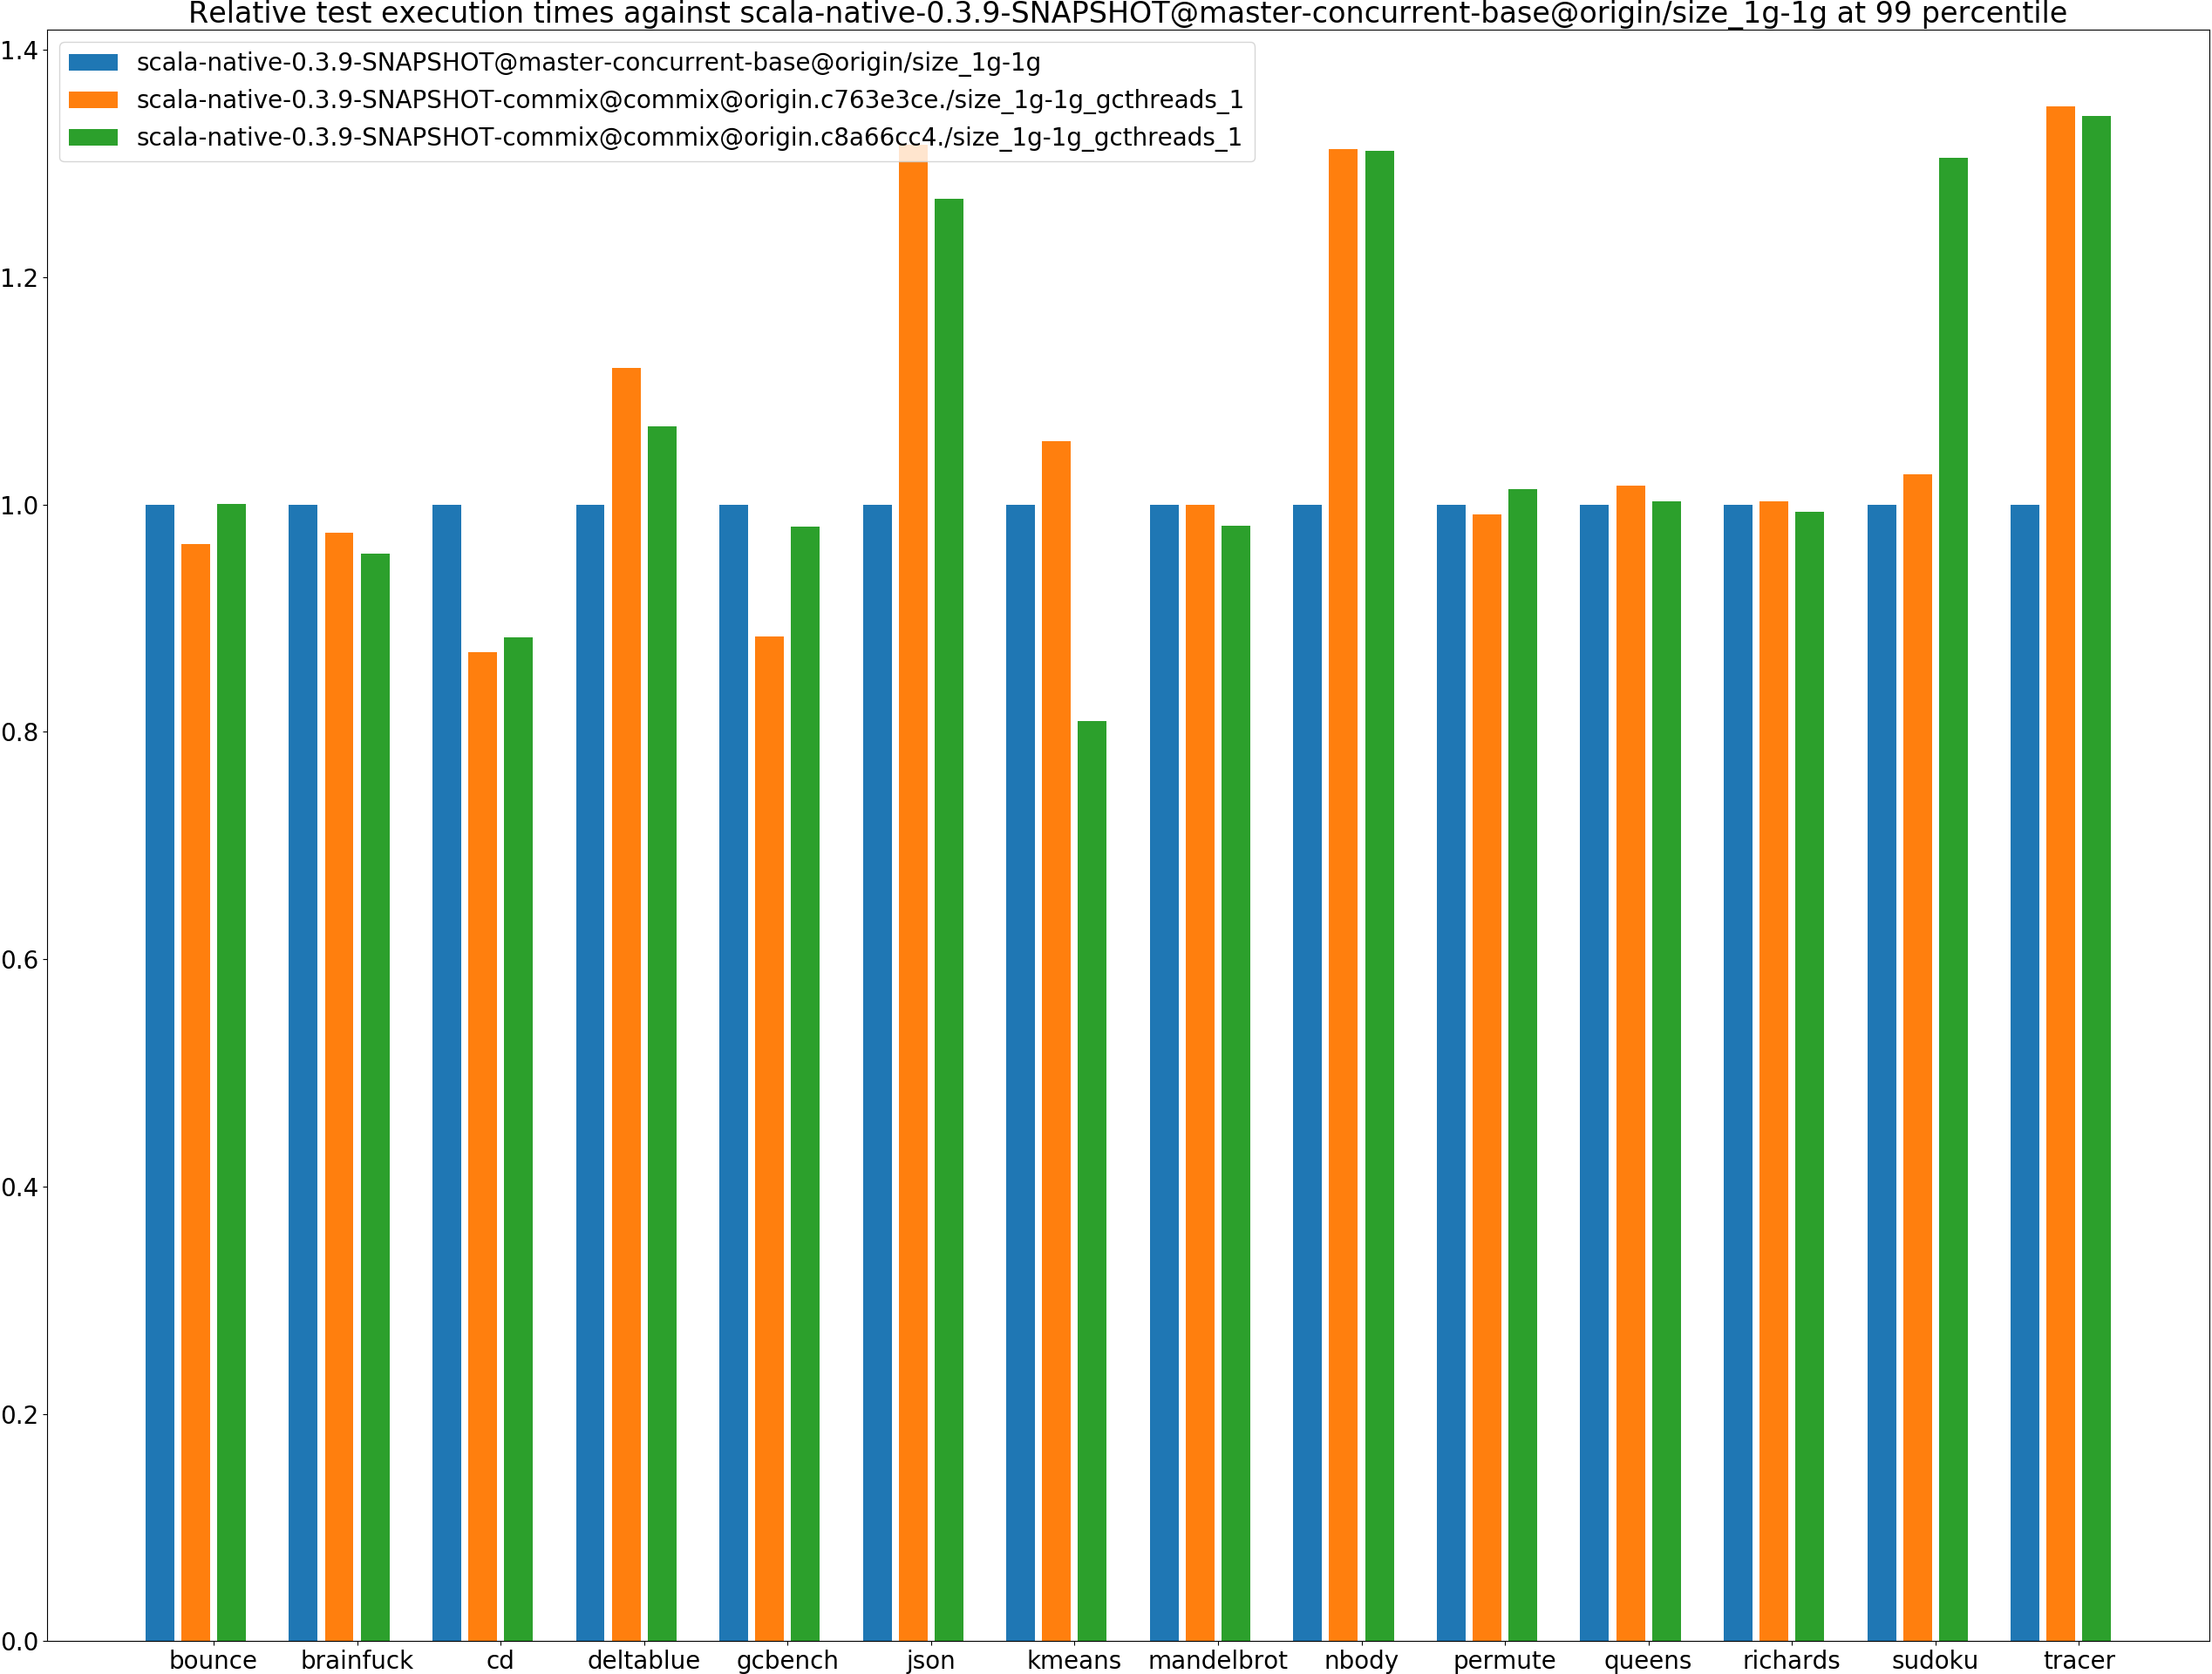 Relative test execution times against scala-native-0.3.9-SNAPSHOT@master-concurrent-base@origin/size_1g-1g at 99 percentile
scala-native-0.3.9-SNAPSHOT@master-concurrent-base@origin/size_1g-1g
scala-native-0.3.9-SNAPSHOT-commix@commix@origin.c763e3ce./size_1g-1g_gcthreads_1
scala-native-0.3.9-SNAPSHOT-commix@commix@origin.c8a66cc4./size_1g-1g_gcthreads_1
1.4
1.2
1.0
0.8
0.6
0.4
0.2
0.0
bounce brainfuck cd deltablue gcbench json kmeans mandelbrot nbody permute queens richards sudoku tracer